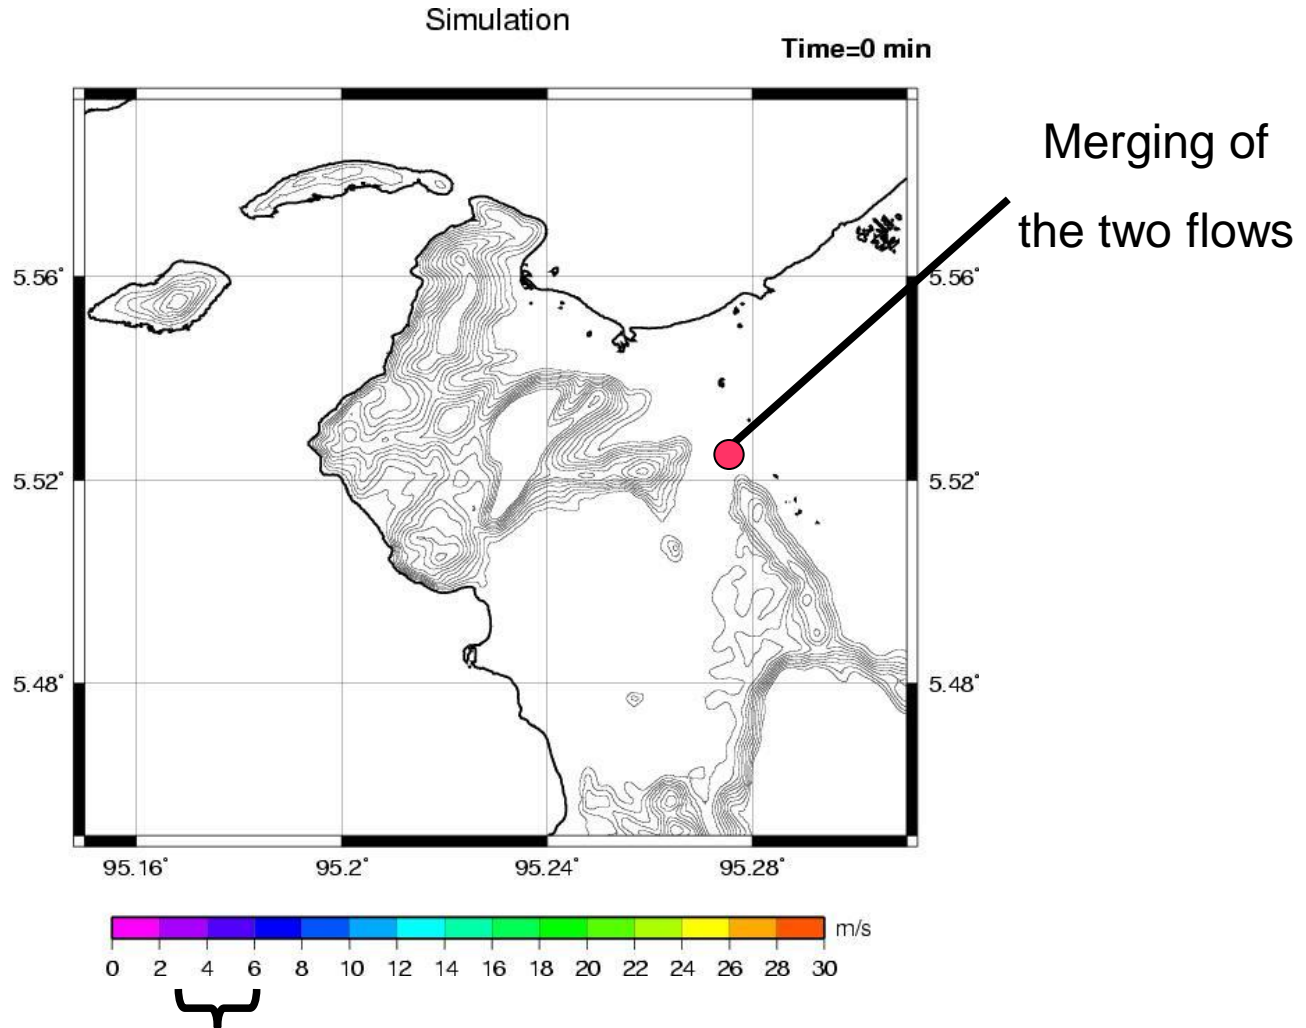 Simulation
Time=0 min
Merging of
the two flows
5.56° 5.56°
5.52° 5.52°
5.48° 5.48°
95.16° 95.2° 95.24° 95.28°
m/s
0 2 4 6 8 10 12 14 16 18 20 22 24 26 28 30